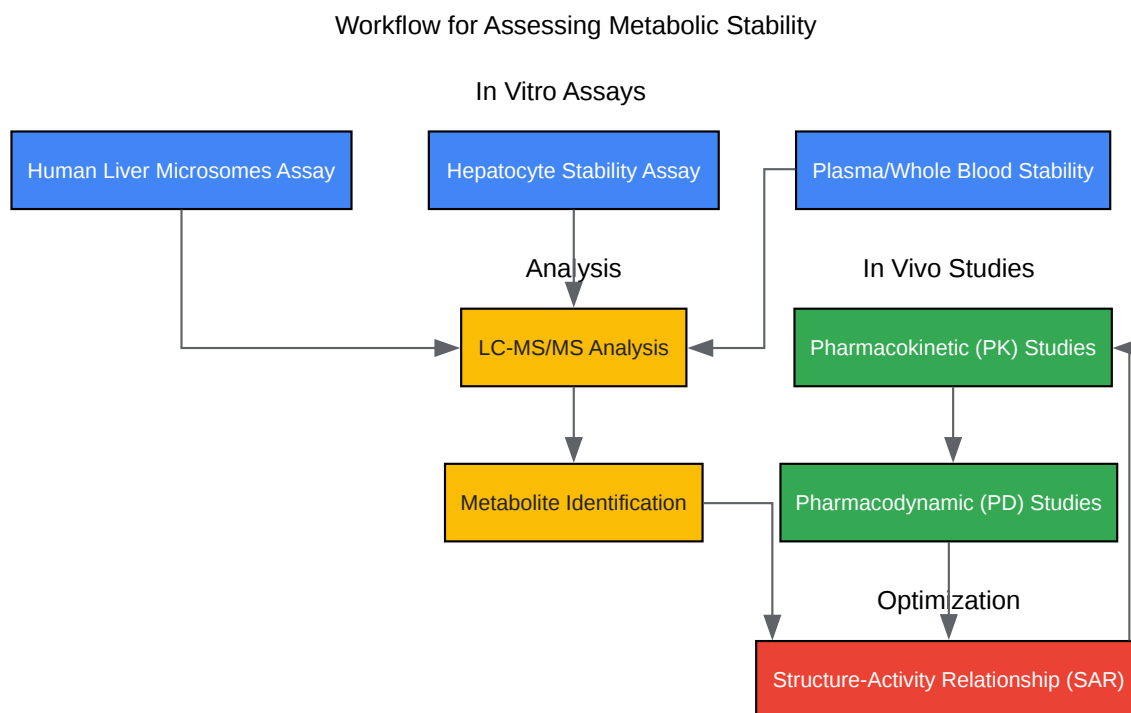 Workflow for Assessing Metabolic Stability
In Vitro Assays
Human Liver Microsomes Assay
Hepatocyte Stability Assay
Plasma/Whole Blood Stability
Analysis
In Vivo Studies
LC-MS/MS Analysis
Pharmacokinetic (PK) Studies
Metabolite Identification
Pharmacodynamic (PD) Studies
Optimization
Structure-Activity Relationship (SAR)